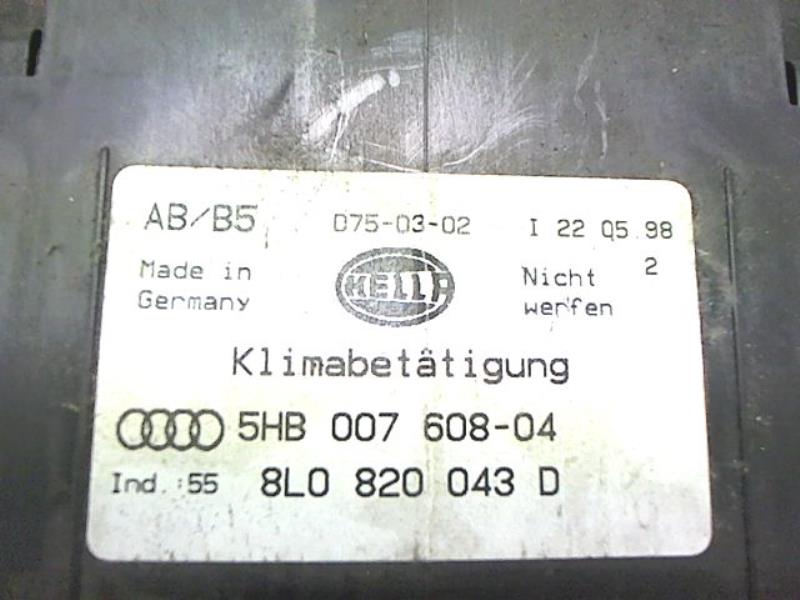 AB/B5 D75-03-02 I 22 05 98
2
Made in Germany
HELLA
Nicht werfen
Klimabetätigung
5HB 007 608-04
Ind.:55 8L0 820 043 D